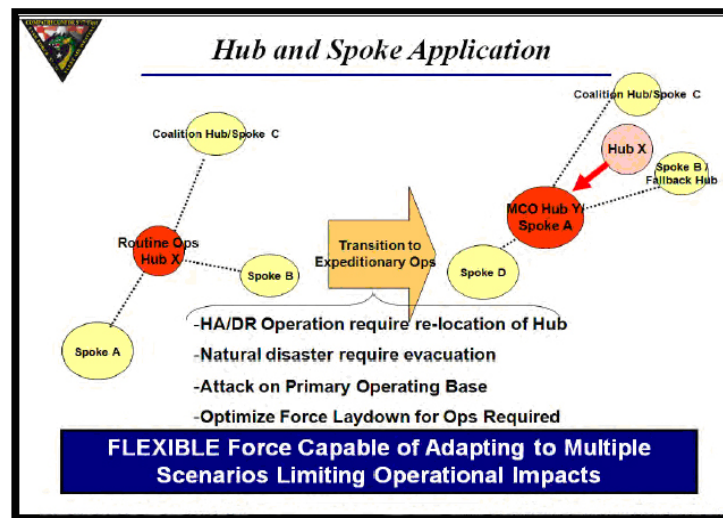 Hub and Spoke Application
Coalition Hub/Spoke C
Routine Ops
Hub X
Spoke B
Spoke A
Transition to
Expeditionary Ops
Coalition Hub/Spoke C
Hub X
Spoke B /
Fallback Hub
MCO Hub Y/
Spoke A
Spoke D
-HA/DR Operation require re-location of Hub
-Natural disaster require evacuation
-Attack on Primary Operating Base
-Optimize Force Laydown for Ops Required
FLEXIBLE Force Capable of Adapting to Multiple
Scenarios Limiting Operational Impacts